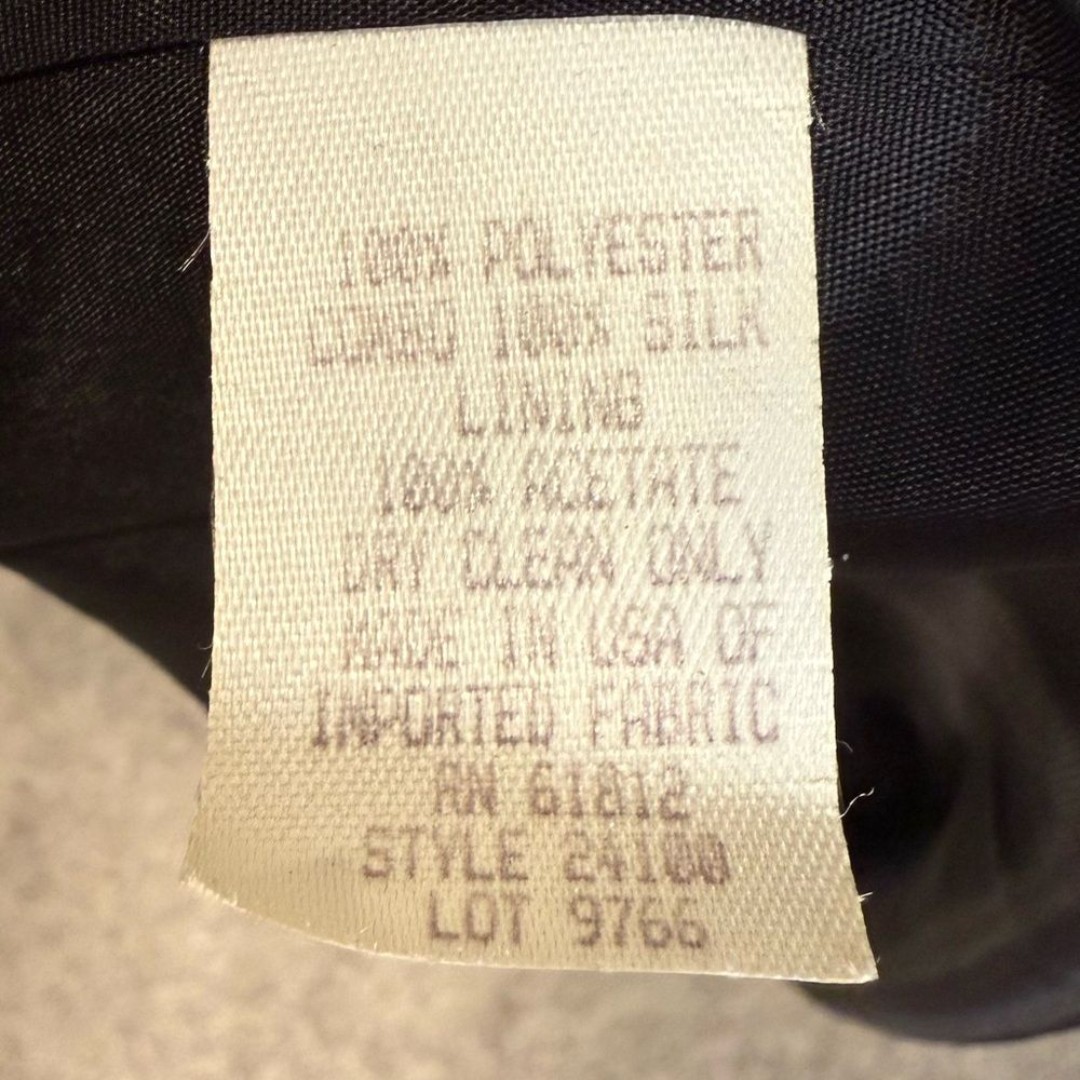 100% POLYESTER
COMBO 100% SILK
LINING
100% ACETATE
DRY CLEAN ONLY
MADE IN USA OF
IMPORTED FABRIC
RN 61812
STYLE 24100
LOT 9766